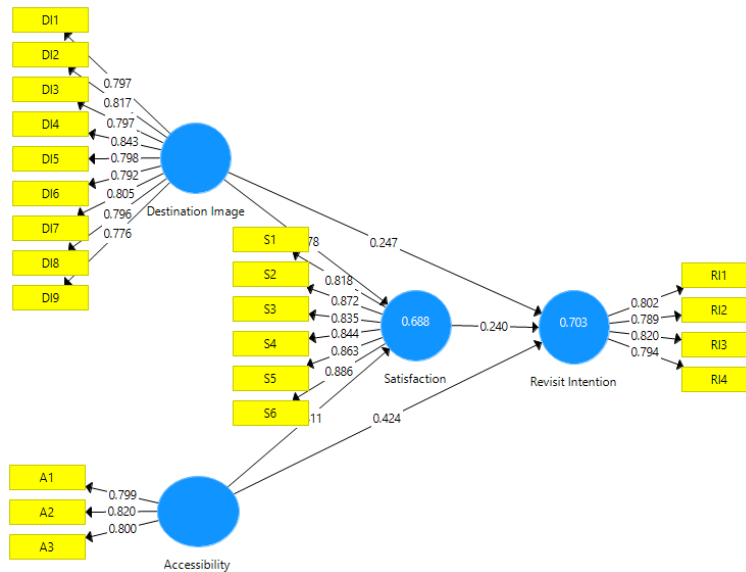 DI1
DI2
DI3
DI4
DI5
DI6
DI7
DI8
DI9
0.797
0.817
0.797
0.843
0.798
0.792
0.805
0.796
0.776
Destination Image
S1
S2
S3
S4
S5
S6
78
0.818
0.872
0.835
0.844
0.863
0.886
11
0.247
0.688
Satisfaction
0.240
0.703
Revisit Intention
0.424
0.802
0.789
0.820
0.794
RI1
RI2
RI3
RI4
A1
A2
A3
0.799
0.820
0.800
Accessibility